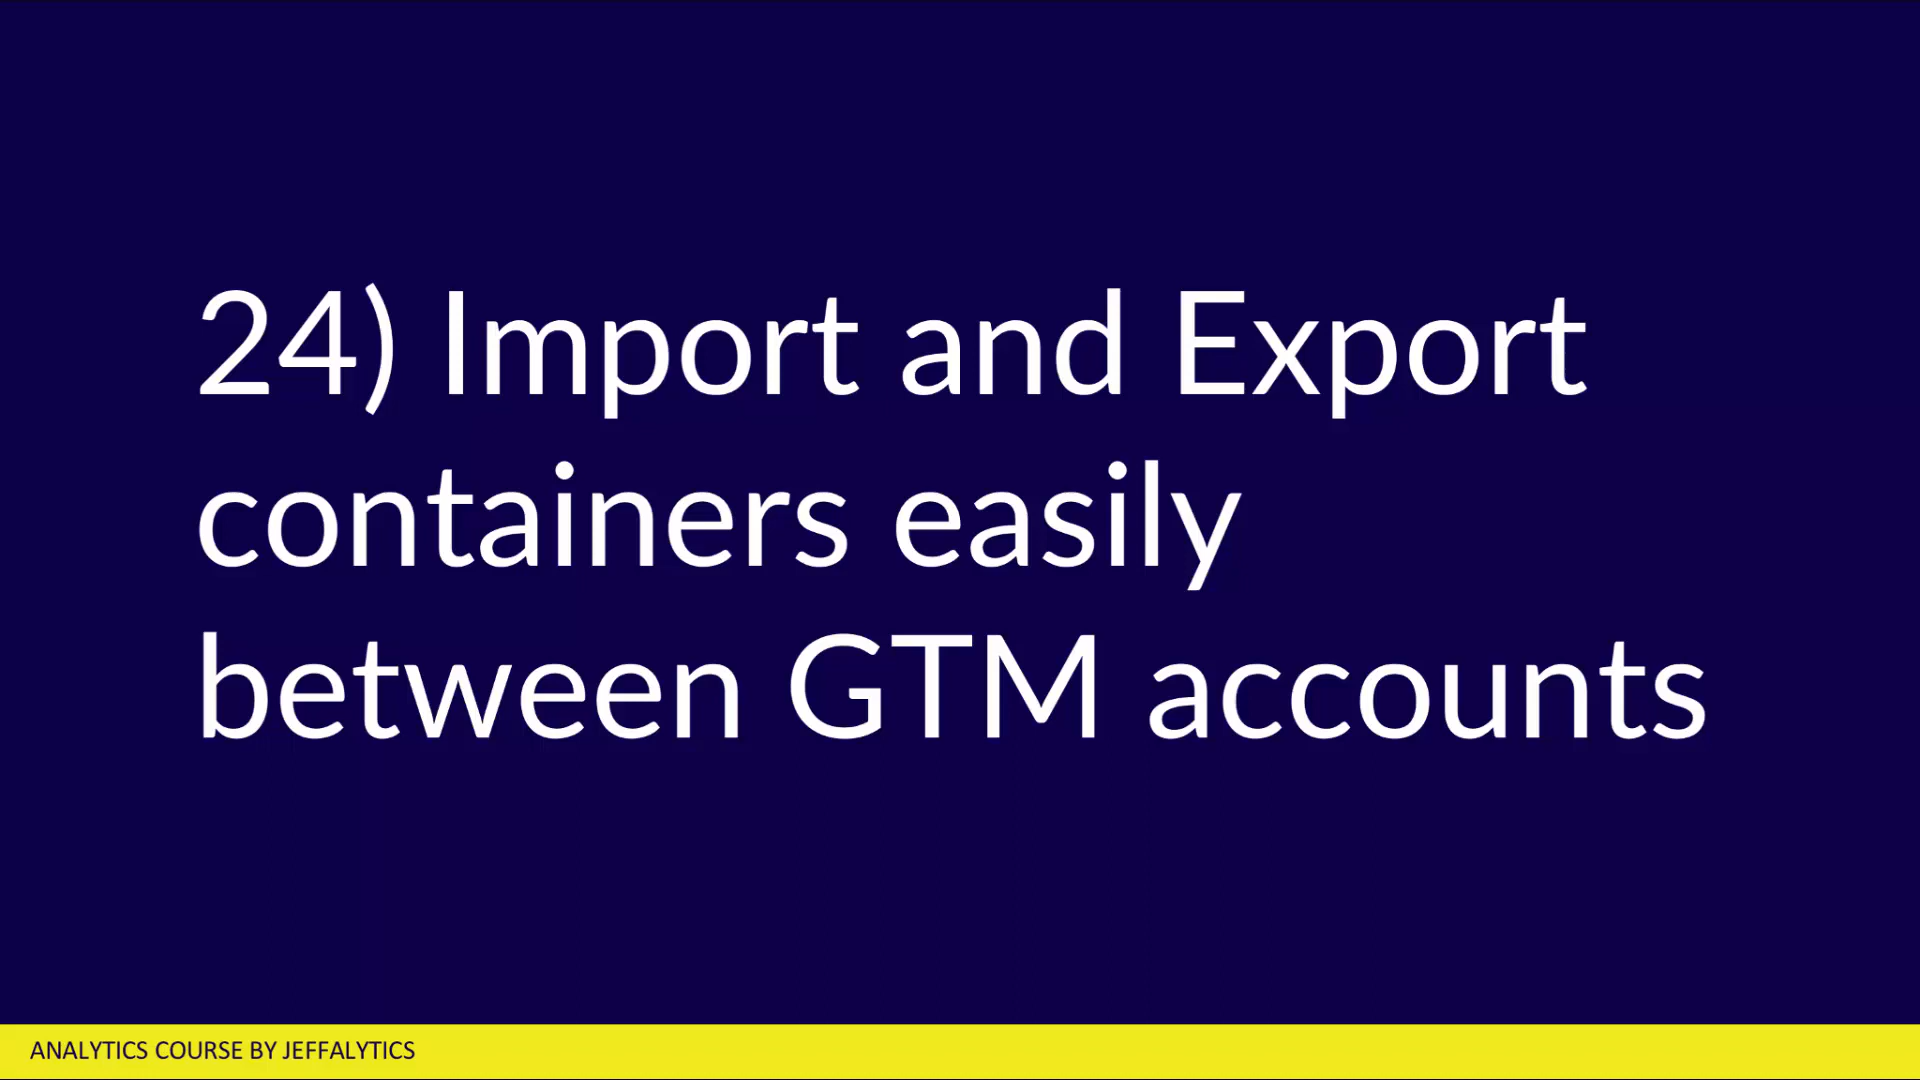 24) Import and Export
containers easily
between GTM accounts
ANALYTICS COURSE BY JEFFALYTICS